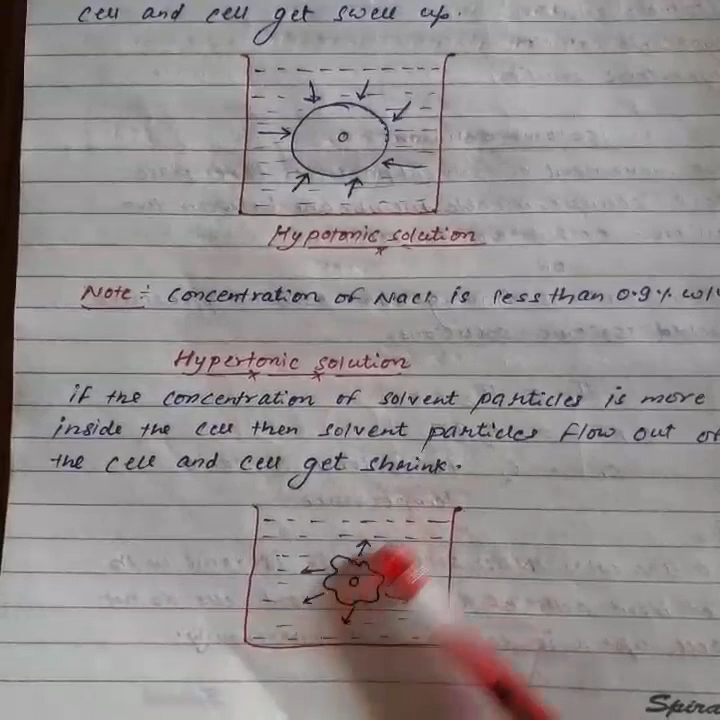 cell and cell get swell up.
Hypotonic solution
Note :- Concentration of Nacl is less than 0.9% w/v
Hypertonic solution
if the concentration of solvent particles is more
inside the cell then solvent particles flow out of
the cell and cell get shrink.
Spira